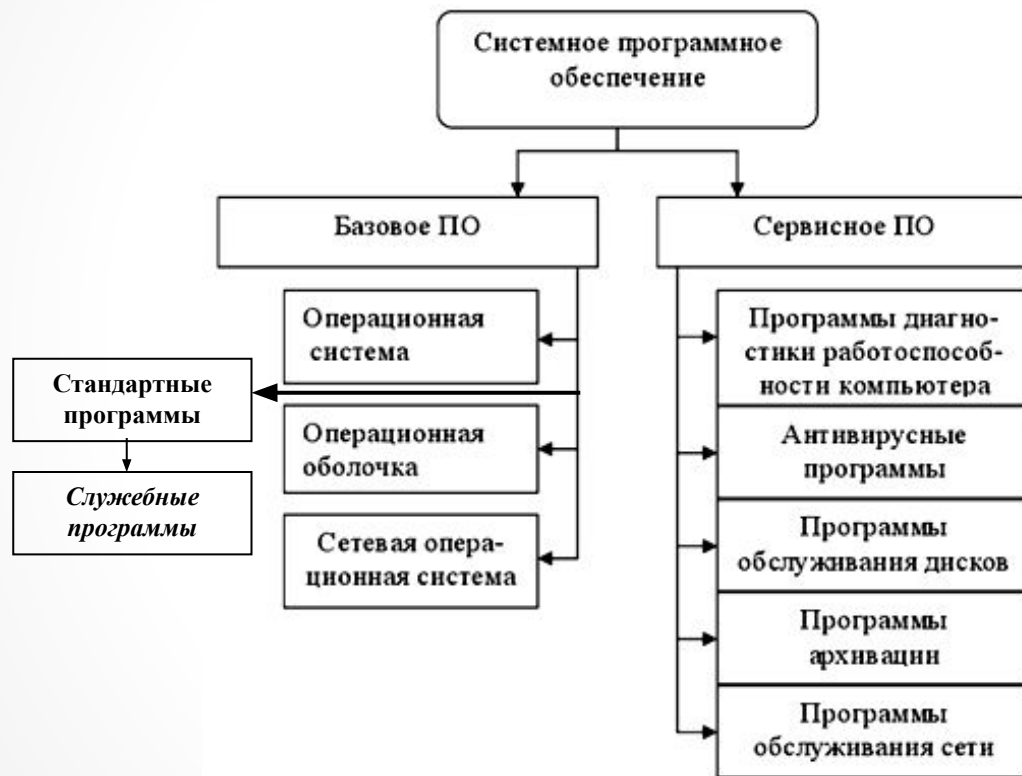 Системное программное
обеспечение
Базовое ПО
Сервисное ПО
Операционная
система
Стандартные
программы
Операционная
оболочка
Служебные
программы
Сетевая опера-
ционная система
Программы диагно-
стики работоспособ-
ности компьютера
Антивирусные
программы
Программы
обслуживания дисков
Программы
архивации
Программы
обслуживания сети